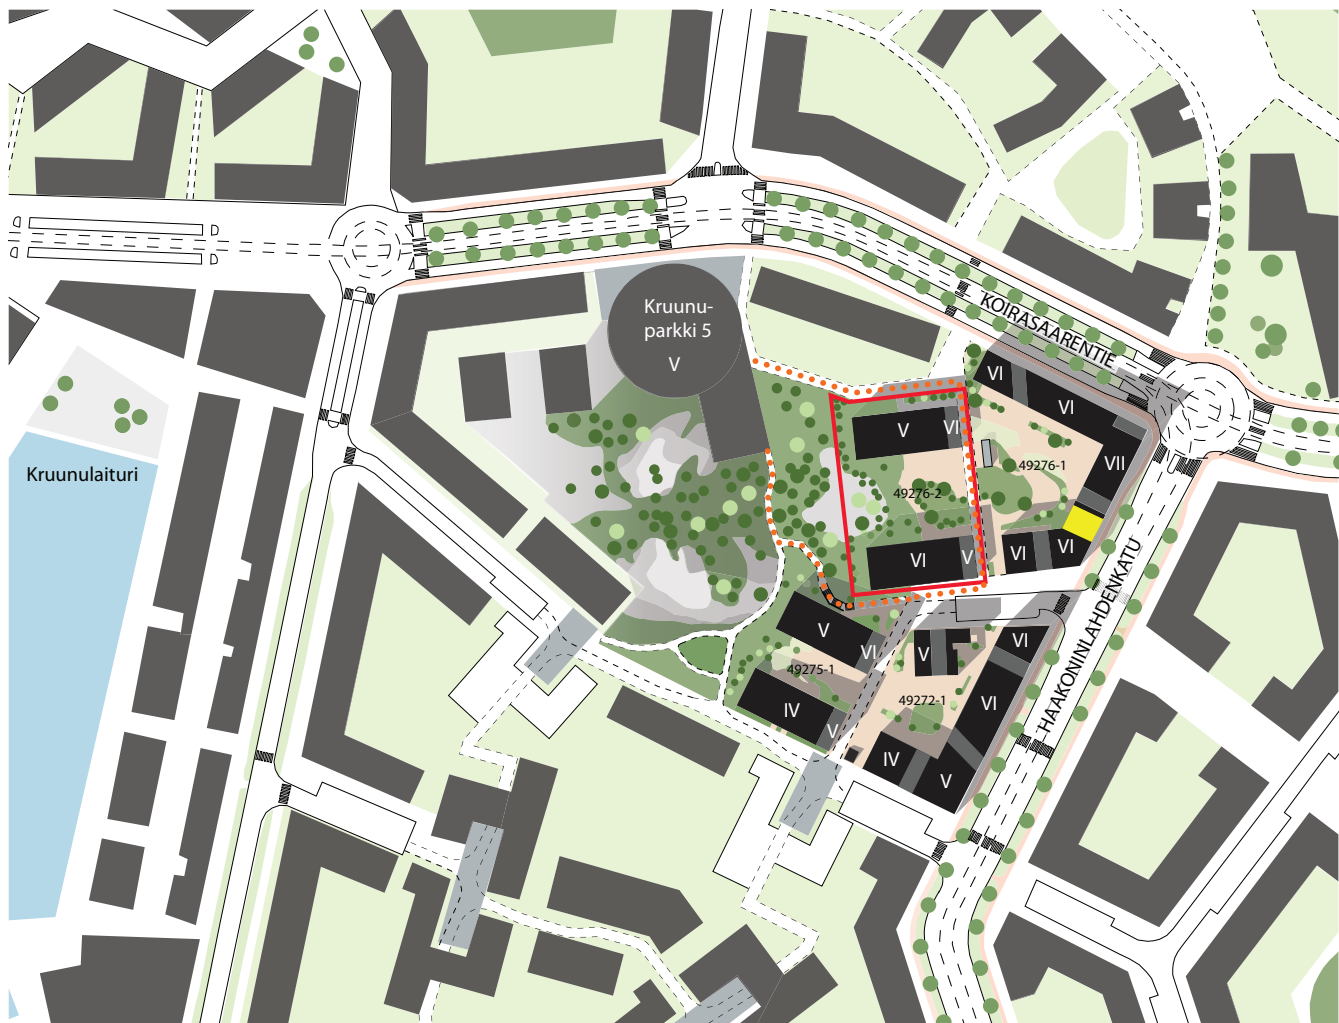 Kruunu-
parkki 5
V
KOIRASAARENTIE
VI
VI
VII
V
VI
49276-1
49276-2
Kruunulaituri
VI
V
VI
VI
HAAKONINLAHDENKATU
V
VI
V
VI
49275-1
VI
49272-1
IV
V
IV
V